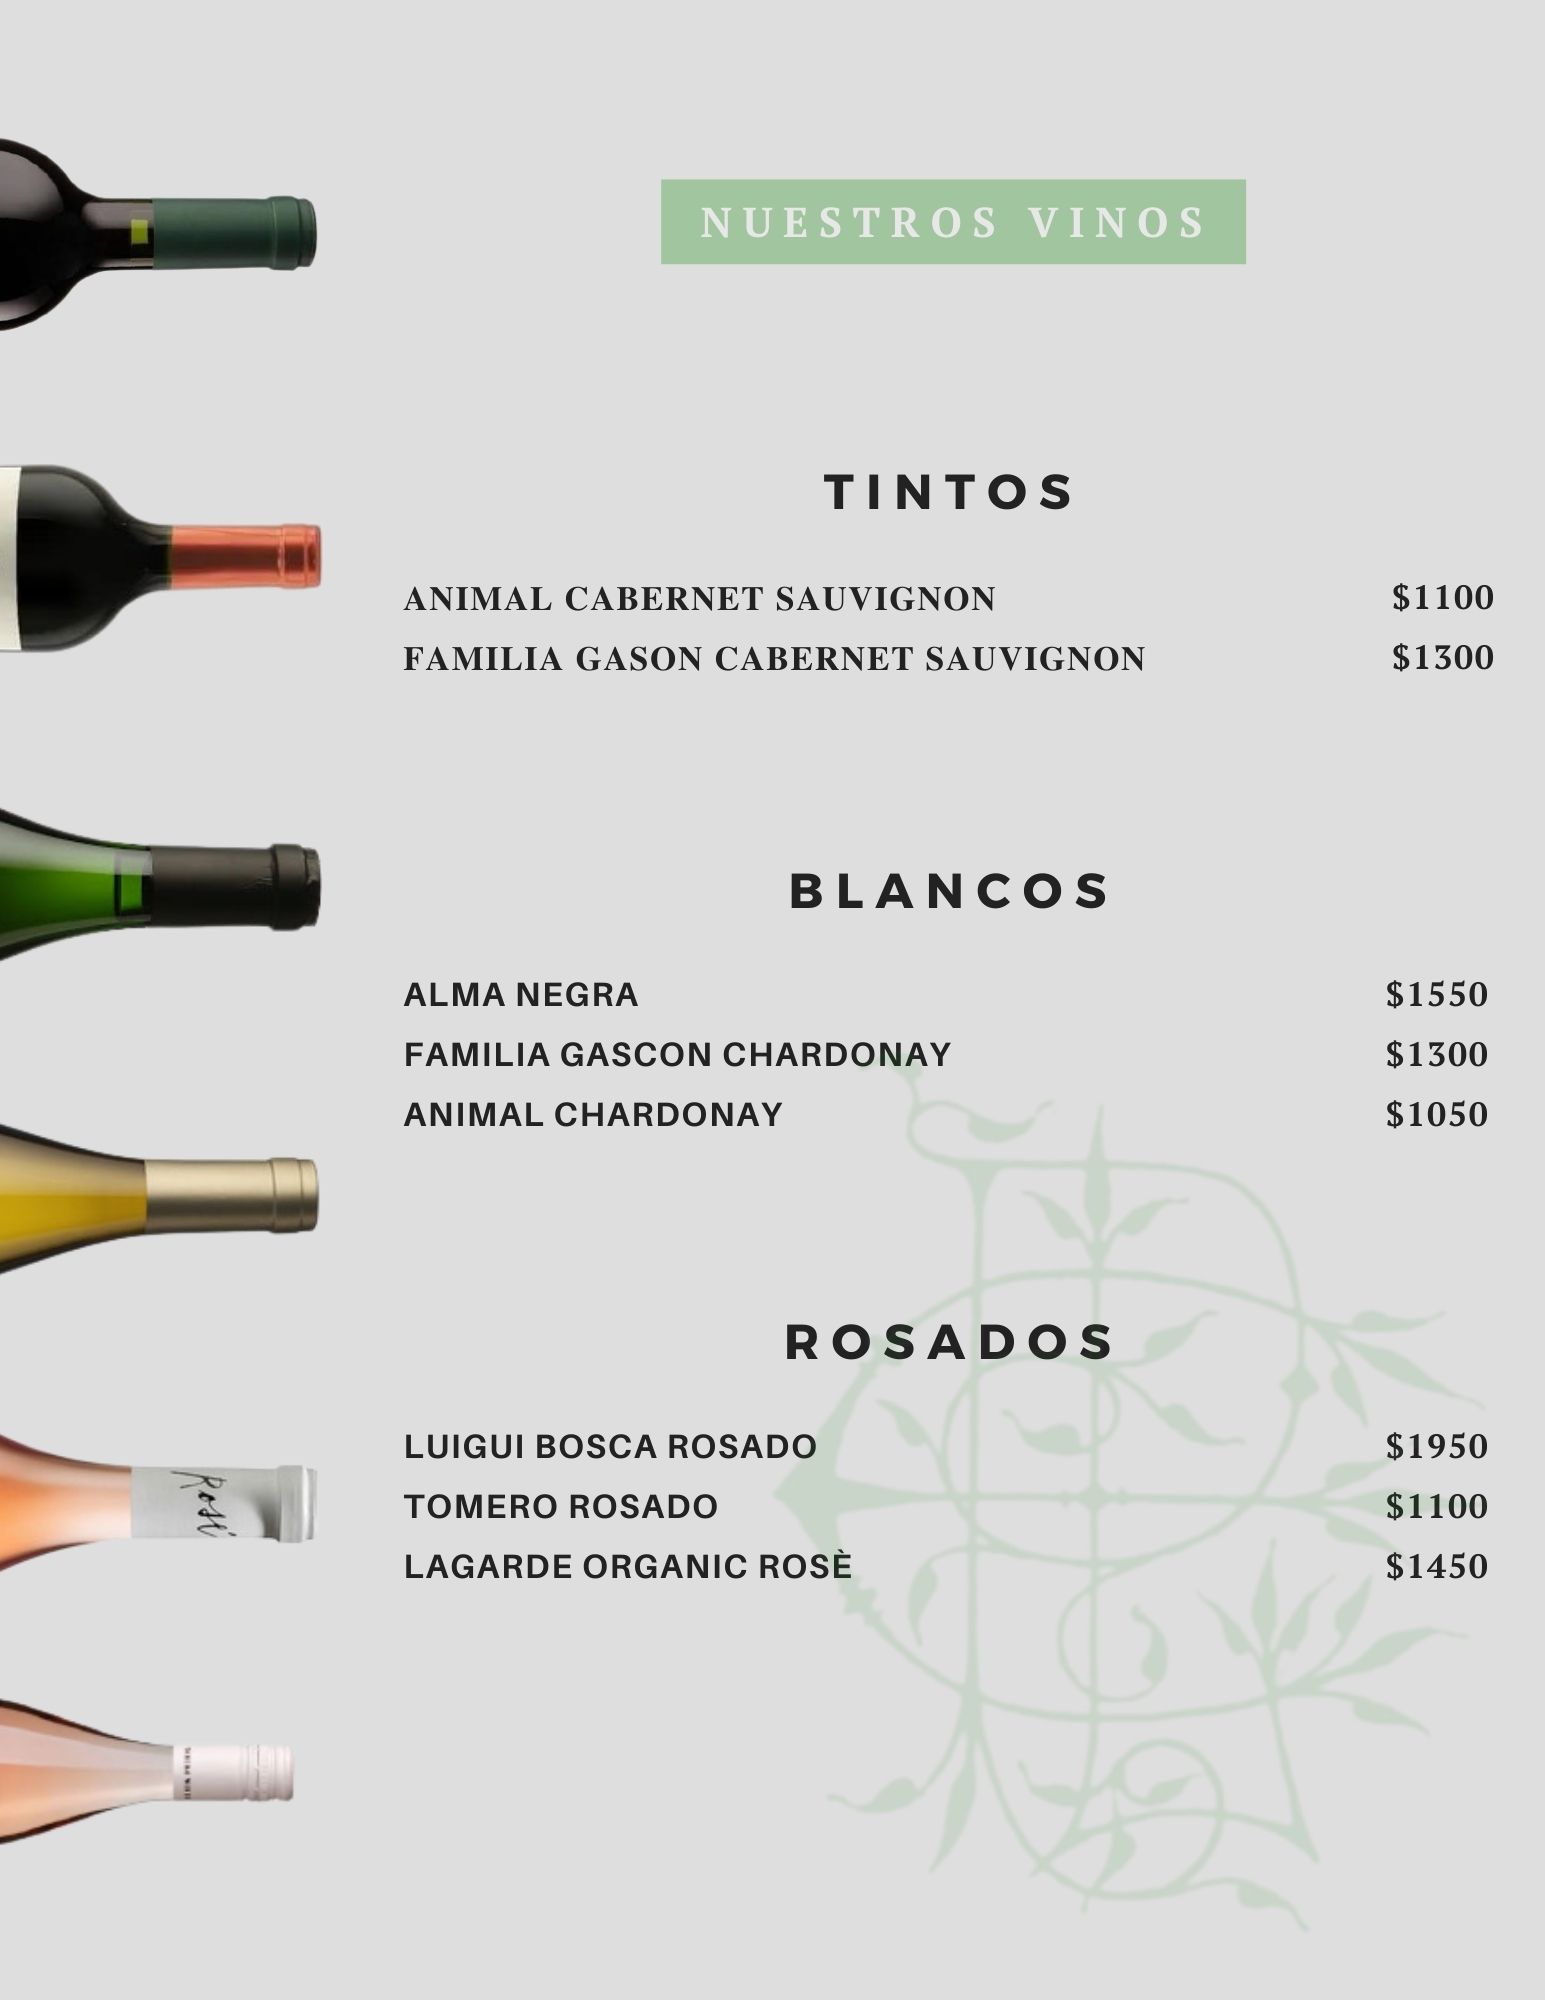 NUESTROS VINOS
TINTOS
ANIMAL CABERNET SAUVIGNON $1100
FAMILIA GASON CABERNET SAUVIGNON $1300
BLANCOS
ALMA NEGRA $1550
FAMILIA GASCON CHARDONAY $1300
ANIMAL CHARDONAY $1050
ROSADOS
LUIGUI BOSCA ROSADO $1950
TOMERO ROSADO $1100
LAGARDE ORGANIC ROSÈ $1450
Rosé